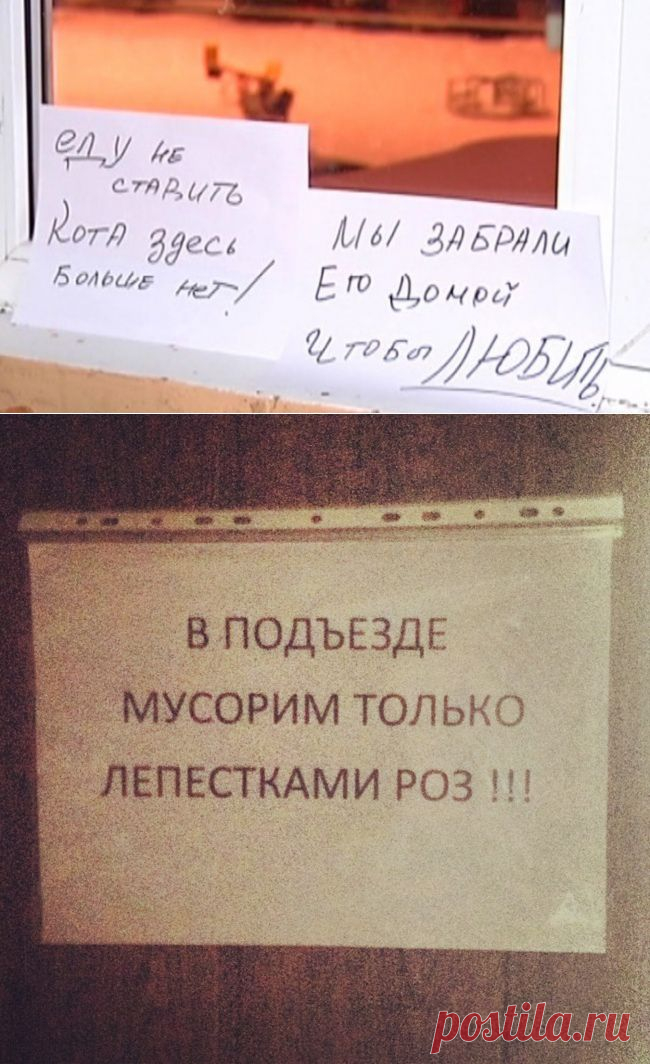 еду не
ставить
Кота здесь
больше нет!
Мы забрали
Его домой
чтобы ЛЮБИТЬ
В ПОДЪЕЗДЕ
МУСОРИМ ТОЛЬКО
ЛЕПЕСТКАМИ РОЗ !!!
postila.ru